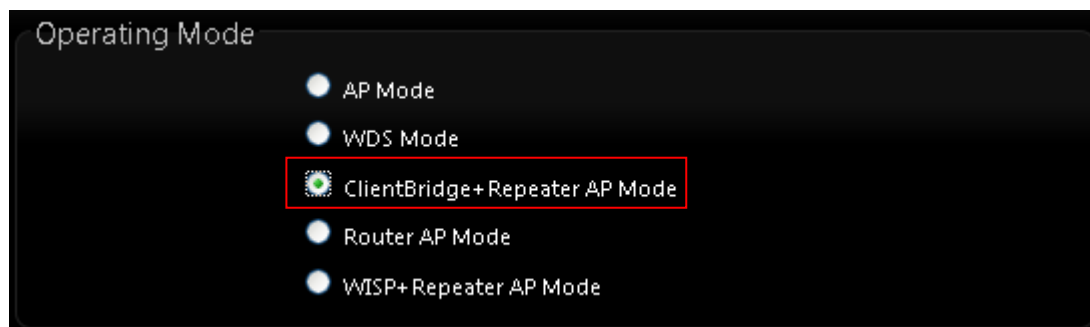 Operating Mode
AP Mode
WDS Mode
ClientBridge+Repeater AP Mode
Router AP Mode
WISP+Repeater AP Mode